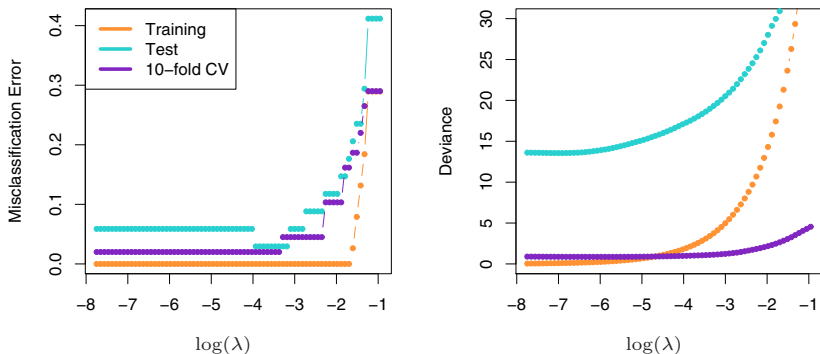 Training
Test
10−fold CV
Misclassification Error
0.0
0.1
0.2
0.3
0.4
−8 −7 −6 −5 −4 −3 −2 −1
log(λ)
Deviance
0
5
10
15
20
25
30
−8 −7 −6 −5 −4 −3 −2 −1
log(λ)